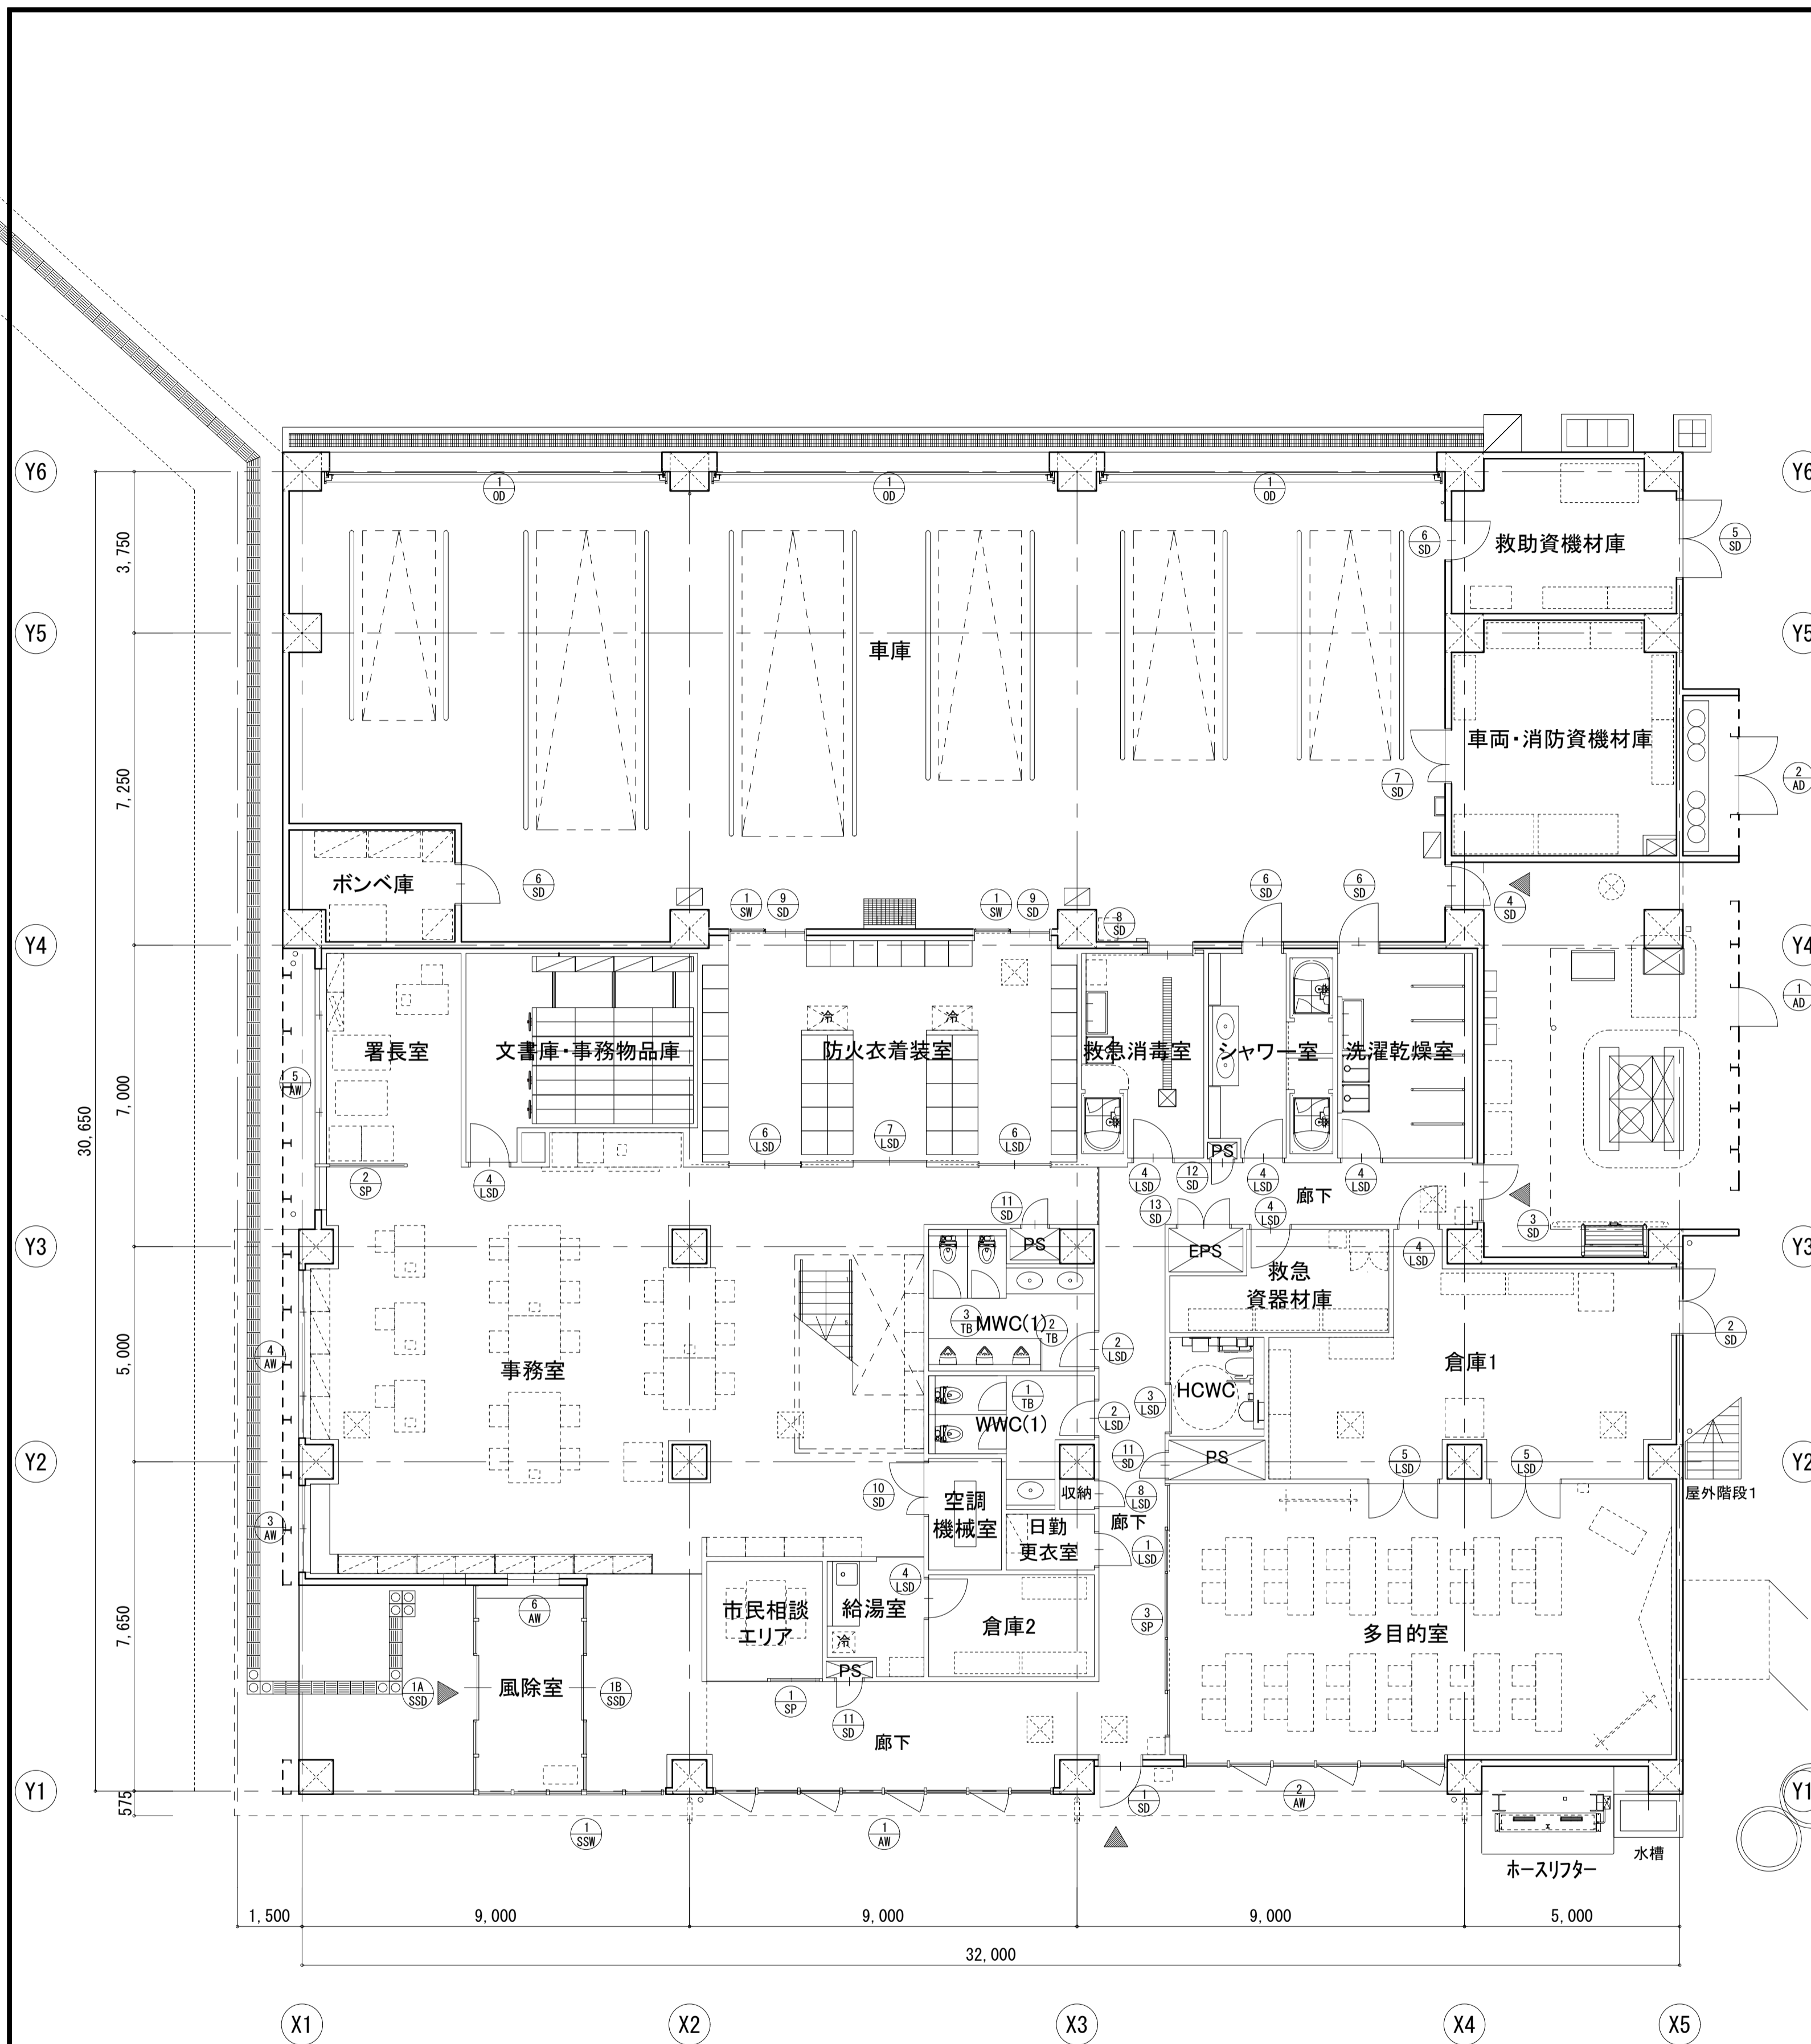 Y6
Y6
1
OD
1
OD
1
OD
6
SD
救助資機材庫
5
SD
3,750
Y5
Y5
車庫
車両・消防資機材庫
7
SD
2
AD
7,250
ボンベ庫
6
SD
1
SW
9
SD
1
SW
9
SD
8
SD
6
SD
6
SD
4
SD
Y4
Y4
1
AD
冷
冷
署長室
文書庫・事務物品庫
防火衣着装室
救急消毒室
シャワー室
洗濯乾燥室
5
AW
7,000
30,650
6
LSD
7
LSD
6
LSD
PS
2
SP
4
LSD
4
LSD
12
SD
4
LSD
4
LSD
廊下
11
SD
13
SD
4
LSD
3
SD
Y3
PS
EPS
4
LSD
Y3
救急
資器材庫
3
TB
MWC(1)
2
TB
2
LSD
2
SD
4
AW
5,000
事務室
倉庫1
HCWC
1
TB
3
LSD
WWC(1)
2
LSD
Y2
11
SD
PS
5
LSD
5
LSD
Y2
10
SD
収納
8
LSD
屋外階段1
空調
機械室
3
AW
日勤
更衣室
廊下
1
LSD
4
LSD
6
AW
市民相談
エリア
給湯室
倉庫2
3
SP
多目的室
7,650
冷
PS
1A
SSD
風除室
1B
SSD
1
SP
11
SD
廊下
Y1
Y1
575
1
SD
2
AW
1
SSW
1
AW
水槽
ホースリフター
1,500
9,000
9,000
9,000
5,000
32,000
X1
X2
X3
X4
X5